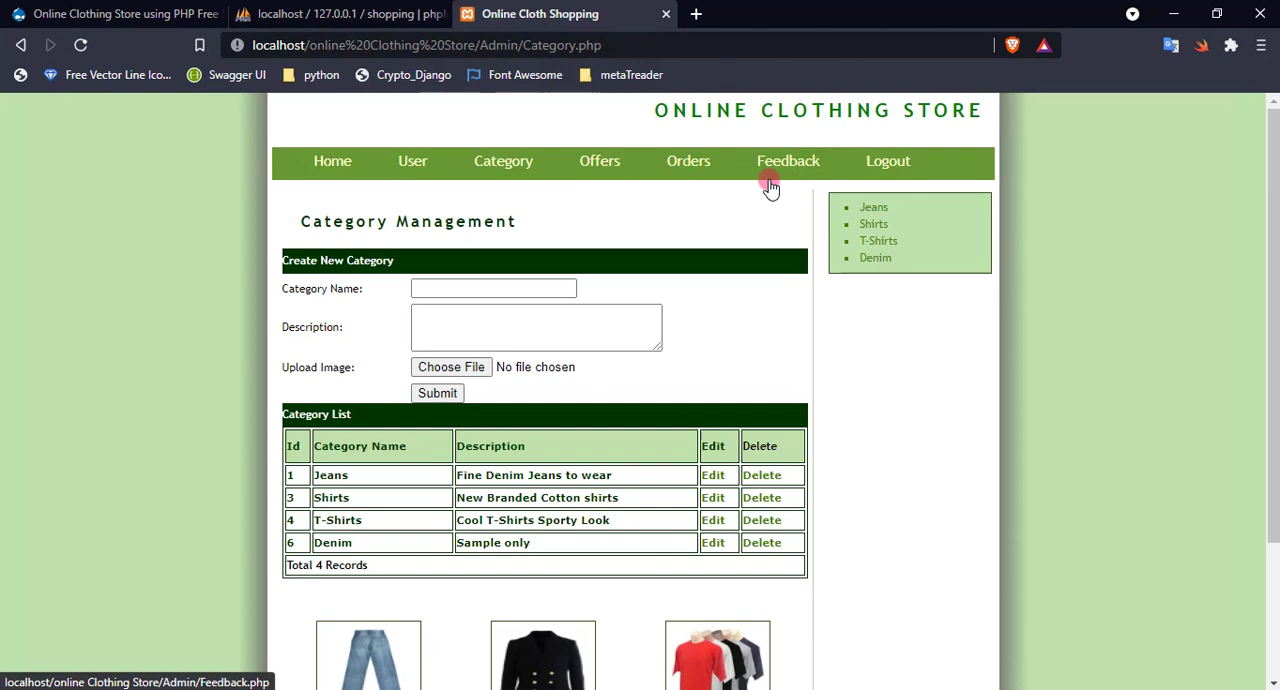 Online Clothing Store using PHP Free
localhost / 127.0.0.1 / shopping | php
Online Cloth Shopping
localhost/online%20Clothing%20Store/Admin/Category.php
Free Vector Line Ico...
Swagger UI
python
Crypto_Django
Font Awesome
metaTreader
ONLINE CLOTHING STORE
Home User Category Offers Orders Feedback Logout
Category Management
Jeans
Shirts
T-Shirts
Denim
Create New Category
Category Name:
Description:
Upload Image: Choose File No file chosen
Submit
Category List
Id Category Name Description Edit Delete
1 Jeans Fine Denim Jeans to wear Edit Delete
3 Shirts New Branded Cotton shirts Edit Delete
4 T-Shirts Cool T-Shirts Sporty Look Edit Delete
6 Denim Sample only Edit Delete
Total 4 Records
localhost/online Clothing Store/Admin/Feedback.php